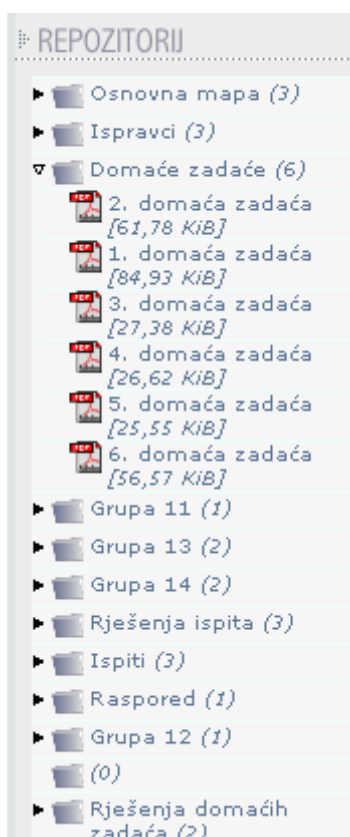 REPOZITORIJ
Osnovna mapa (3)
Ispravci (3)
Domaće zadaće (6)
2. domaća zadaća
[61,78 KiB]
1. domaća zadaća
[84,93 KiB]
3. domaća zadaća
[27,38 KiB]
4. domaća zadaća
[26,62 KiB]
5. domaća zadaća
[25,55 KiB]
6. domaća zadaća
[56,57 KiB]
Grupa 11 (1)
Grupa 13 (2)
Grupa 14 (2)
Rješenja ispita (3)
Ispiti (3)
Raspored (1)
Grupa 12 (1)
(0)
Rješenja domaćih
zadaća (2)